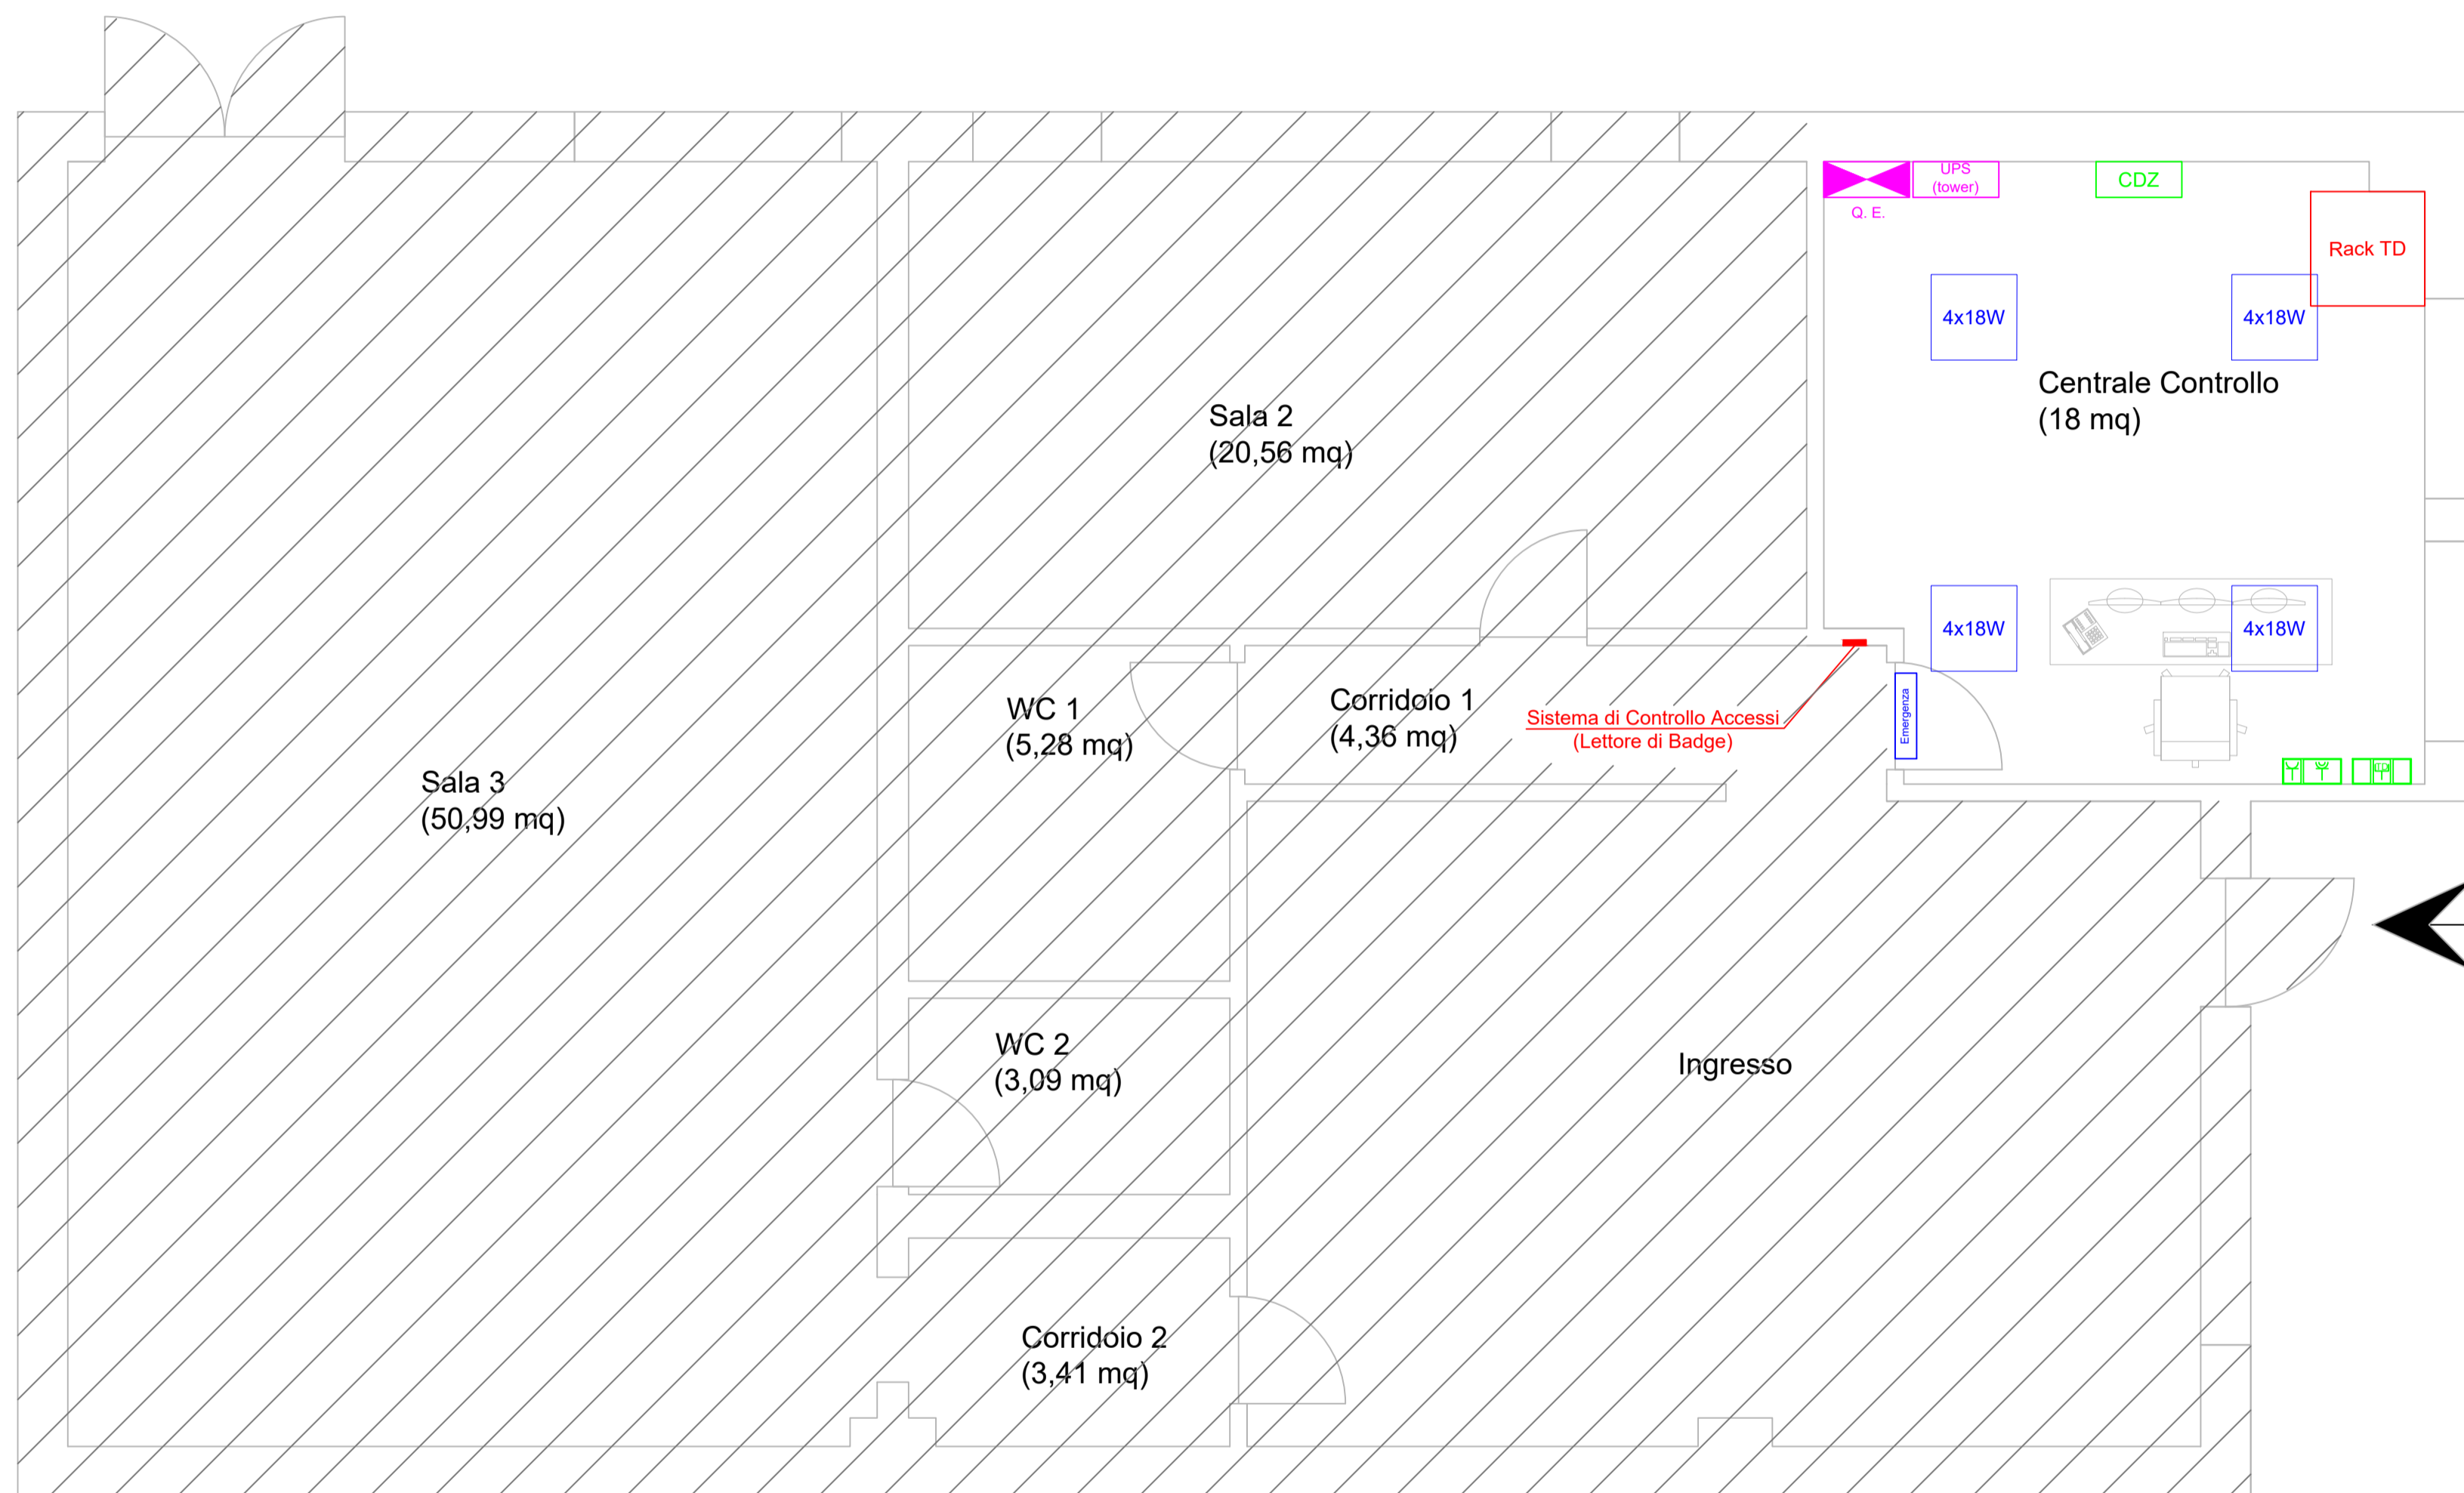 UPS
(tower)
CDZ
Q. E.
Rack TD
4x18W
4x18W
Centrale Controllo
(18 mq)
Sala 2
(20,56 mq)
4x18W
4x18W
WC 1
(5,28 mq)
Corridoio 1
(4,36 mq)
Sistema di Controllo Accessi
(Lettore di Badge)
Emergenza
Sala 3
(50,99 mq)
WC 2
(3,09 mq)
Ingresso
Corridoio 2
(3,41 mq)